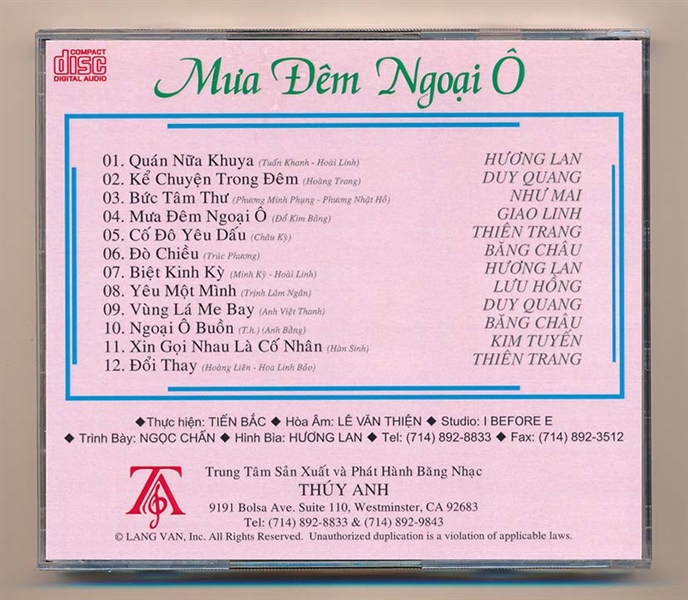 COMPACT
disc
DIGITAL AUDIO
Mưa Đêm Ngoại Ô
01. Quán Nữa Khuya (Tuấn Khanh - Hoài Linh) HƯƠNG LAN
02. Kể Chuyện Trong Đêm (Hoàng Trang) DUY QUANG
03. Bức Tâm Thư (Phương Minh Phụng - Phương Nhật Hồ) NHƯ MAI
04. Mưa Đêm Ngoại Ô (Đỗ Kim Bảng) GIAO LINH
05. Cố Đô Yêu Dấu (Châu Kỳ) THIÊN TRANG
06. Đò Chiều (Trúc Phương) BĂNG CHÂU
07. Biệt Kinh Kỳ (Minh Kỳ - Hoài Linh) HƯƠNG LAN
08. Yêu Một Mình (Trịnh Lâm Ngân) LƯU HỒNG
09. Vùng Lá Me Bay (Anh Việt Thanh) DUY QUANG
10. Ngoại Ô Buồn (T.h.) (Anh Bằng) BĂNG CHÂU
11. Xin Gọi Nhau Là Cố Nhân (Hàn Sinh) KIM TUYẾN
12. Đổi Thay (Hoàng Liên - Hoa Linh Bảo) THIÊN TRANG
◆Thực hiện: TIẾN BẮC ◆ Hòa Âm: LÊ VĂN THIỆN ◆ Studio: I BEFORE E
◆ Trình Bày: NGỌC CHẤN ◆ Hình Bìa: HƯƠNG LAN ◆ Tel: (714) 892-8833 ◆ Fax: (714) 892-3512
TA
Trung Tâm Sản Xuất và Phát Hành Băng Nhạc
THÚY ANH
9191 Bolsa Ave. Suite 110, Westminster, CA 92683
Tel: (714) 892-8833 & (714) 892-9843
© LANG VAN, Inc. All Rights Reserved. Unauthorized duplication is a violation of applicable laws.